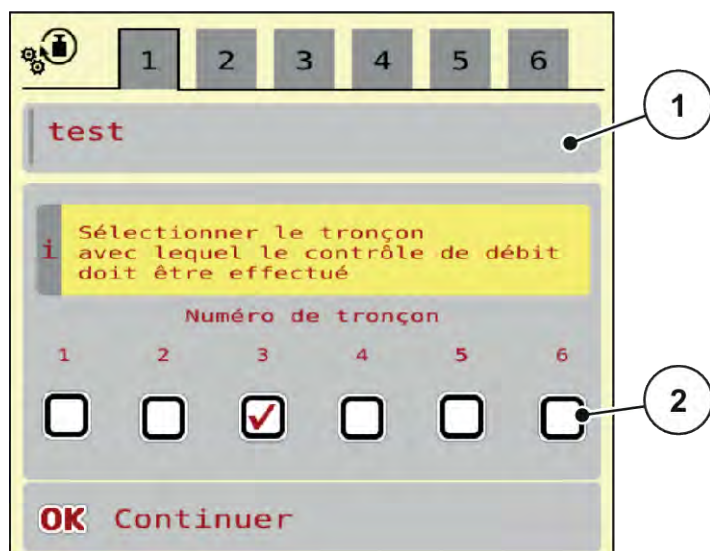 1 2 3 4 5 6
test
1
i
Sélectionner le tronçon
avec lequel le contrôle de débit
doit être effectué
Numéro de tronçon
1 2 3 4 5 6
2
OK Continuer